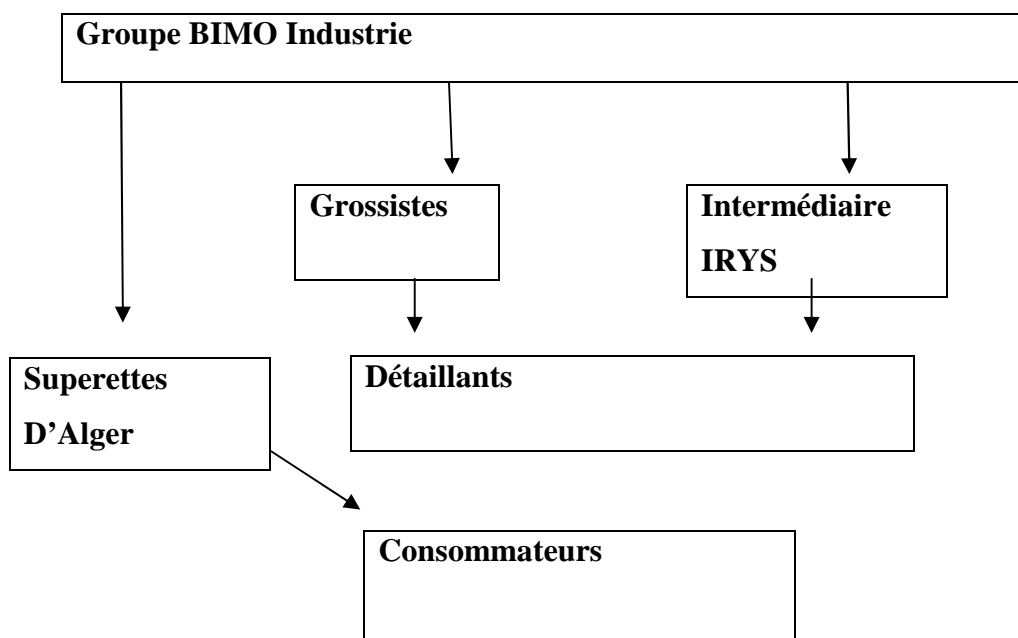 Groupe BIMO Industrie
Grossistes
Intermédiaire
IRYS
Superettes
D’Alger
Détaillants
Consommateurs